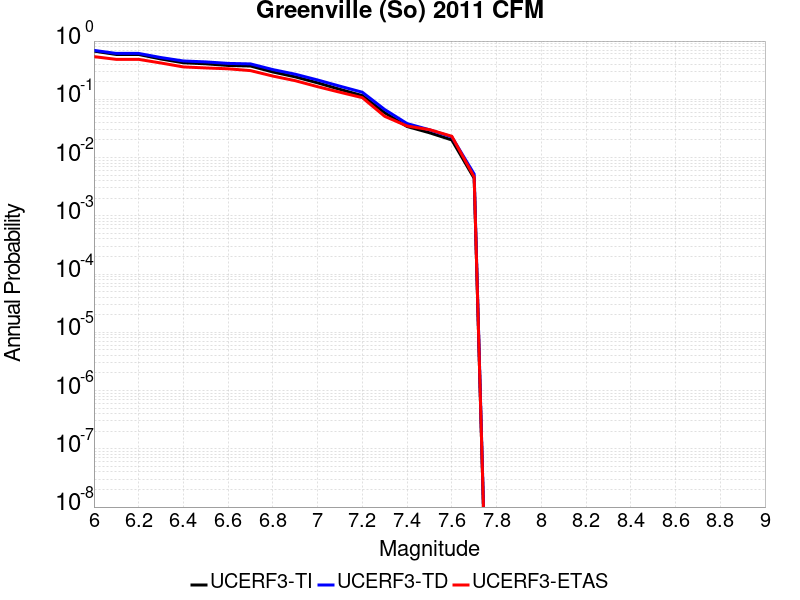 Greenville (So) 2011 CFM
10^0
10^-1
10^-2
10^-3
10^-4
10^-5
10^-6
10^-7
10^-8
Annual Probability
6 6.2 6.4 6.6 6.8 7 7.2 7.4 7.6 7.8 8 8.2 8.4 8.6 8.8 9
Magnitude
UCERF3-TI UCERF3-TD UCERF3-ETAS